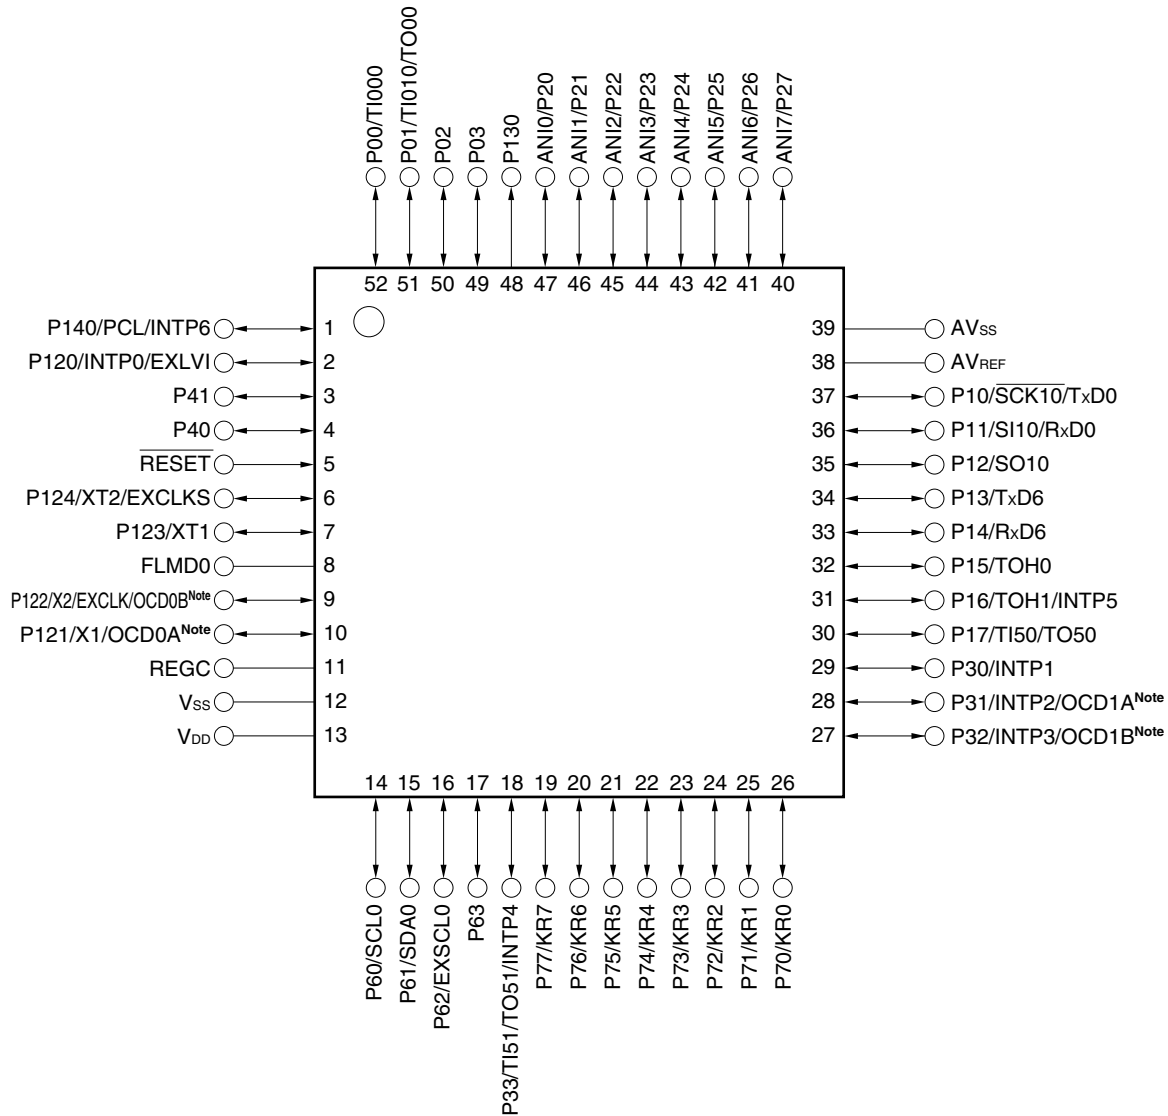 P00/TI000
P01/TI010/TO00
P02
P03
P130
ANI0/P20
ANI1/P21
ANI2/P22
ANI3/P23
ANI4/P24
ANI5/P25
ANI6/P26
ANI7/P27
52 51 50 49 48 47 46 45 44 43 42 41 40
P140/PCL/INTP6 1
P120/INTP0/EXLVI 2
P41 3
P40 4
RESET 5
P124/XT2/EXCLKS 6
P123/XT1 7
FLMD0 8
P122/X2/EXCLK/OCD0BNote 9
P121/X1/OCD0ANote 10
REGC 11
VSS 12
VDD 13
39 AVSS
38 AVREF
37 P10/SCK10/TxD0
36 P11/SI10/RxD0
35 P12/SO10
34 P13/TxD6
33 P14/RxD6
32 P15/TOH0
31 P16/TOH1/INTP5
30 P17/TI50/TO50
29 P30/INTP1
28 P31/INTP2/OCD1ANote
27 P32/INTP3/OCD1BNote
14 15 16 17 18 19 20 21 22 23 24 25 26
P60/SCL0
P61/SDA0
P62/EXSCL0
P63
P33/TI51/TO51/INTP4
P77/KR7
P76/KR6
P75/KR5
P74/KR4
P73/KR3
P72/KR2
P71/KR1
P70/KR0